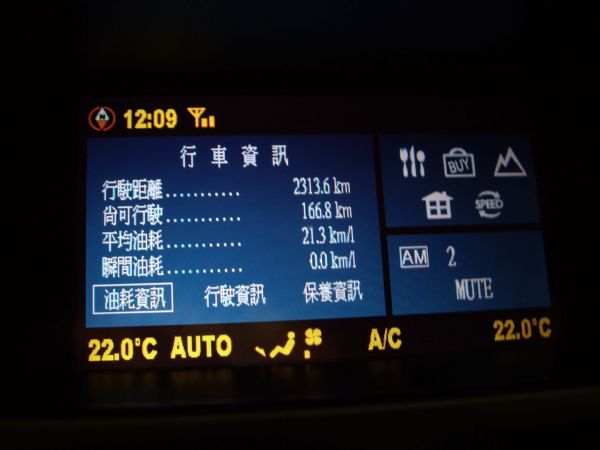 12:09
行車資訊
行駛距離........... 2313.6 km
尚可行駛........... 166.8 km
平均油耗........... 21.3 km/l
瞬間油耗........... 0.0 km/l
油耗資訊 行駛資訊 保養資訊
BUY
SPEED
AM 2
MUTE
22.0°C AUTO A/C 22.0°C